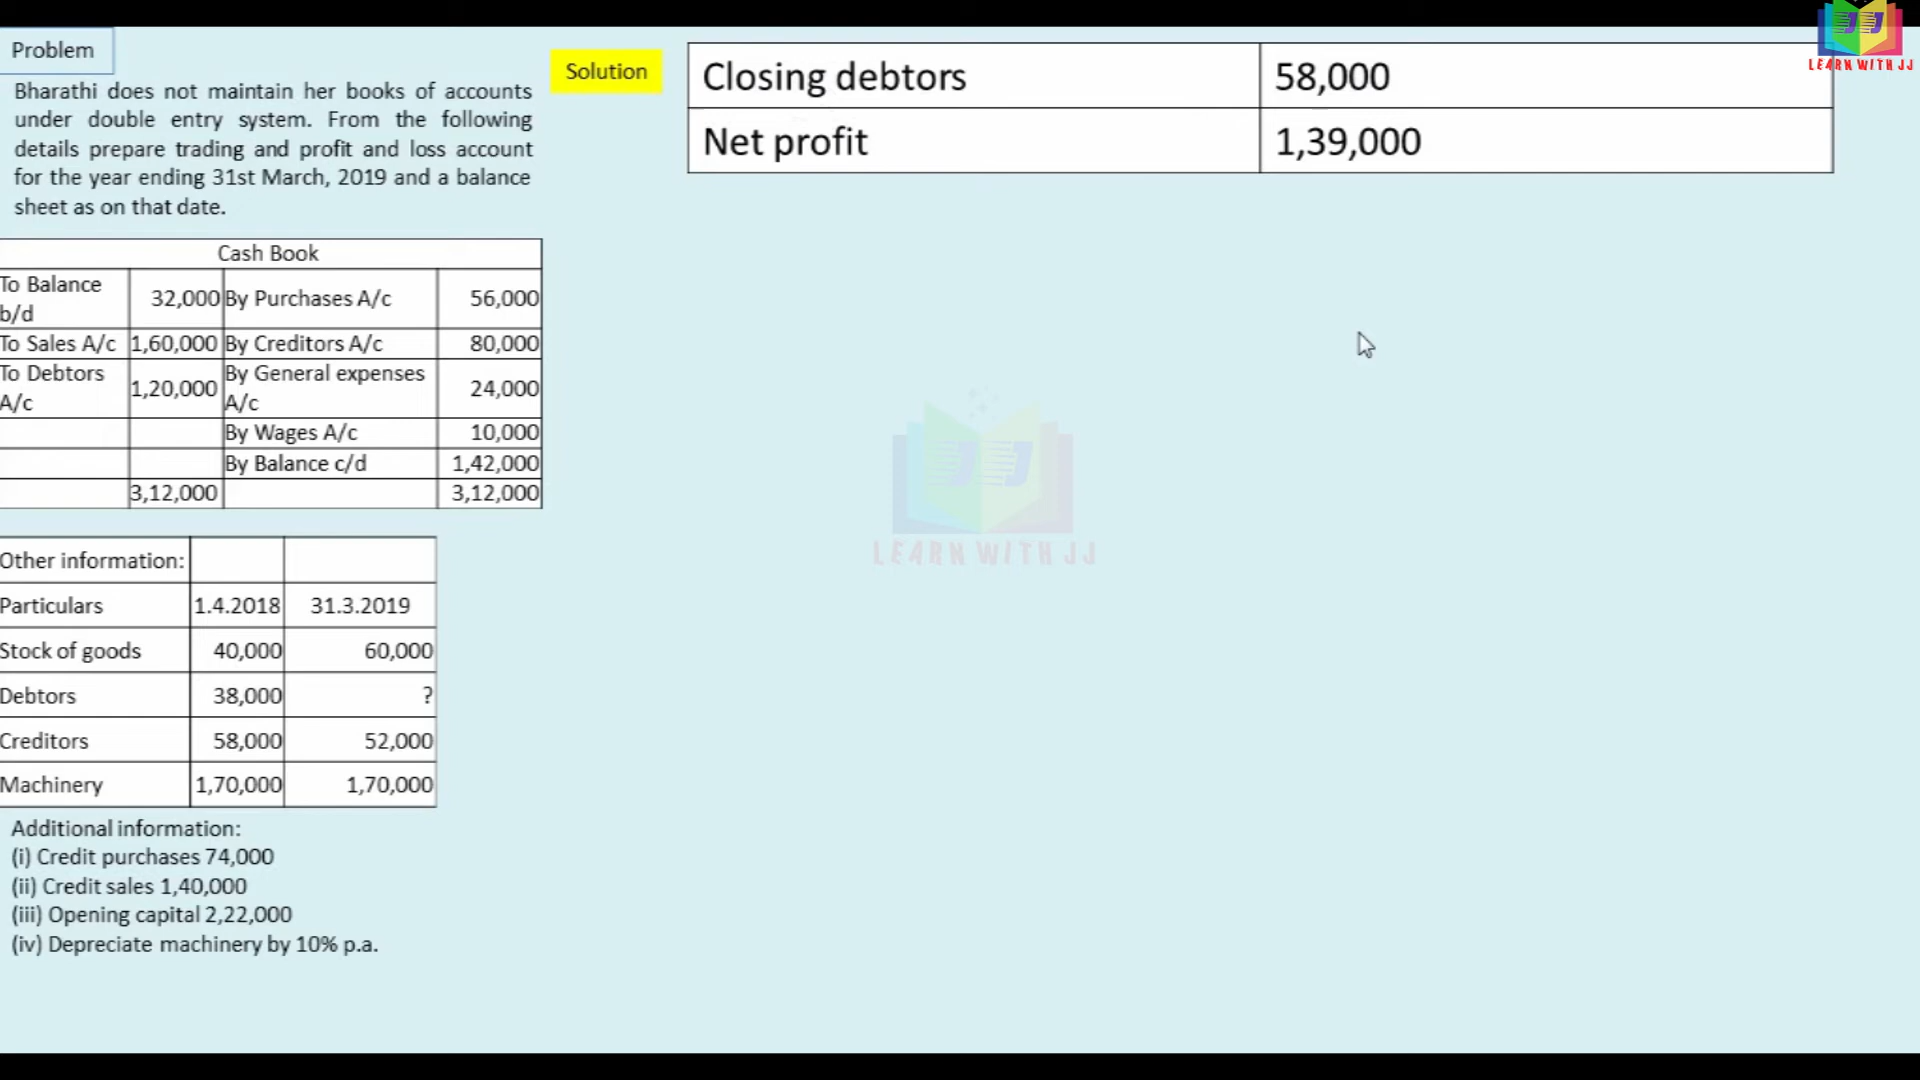 Problem
Bharathi does not maintain her books of accounts
under double entry system. From the following
details prepare trading and profit and loss account
for the year ending 31st March, 2019 and a balance
sheet as on that date.
Cash Book
To Balance b/d 32,000 By Purchases A/c 56,000
To Sales A/c 1,60,000 By Creditors A/c 80,000
To Debtors A/c 1,20,000 By General expenses A/c 24,000
By Wages A/c 10,000
By Balance c/d 1,42,000
3,12,000 3,12,000
Other information:
Particulars 1.4.2018 31.3.2019
Stock of goods 40,000 60,000
Debtors 38,000 ?
Creditors 58,000 52,000
Machinery 1,70,000 1,70,000
Additional information:
(i) Credit purchases 74,000
(ii) Credit sales 1,40,000
(iii) Opening capital 2,22,000
(iv) Depreciate machinery by 10% p.a.
Solution
Closing debtors 58,000
Net profit 1,39,000
JJ
LEARN WITH JJ
JJ
LEARN WITH JJ